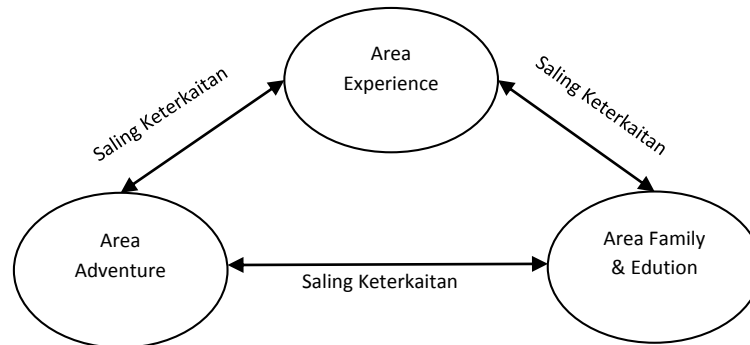 Area
Experience
Saling Keterkaitan
Saling Keterkaitan
Area
Adventure
Area Family
& Edution
Saling Keterkaitan